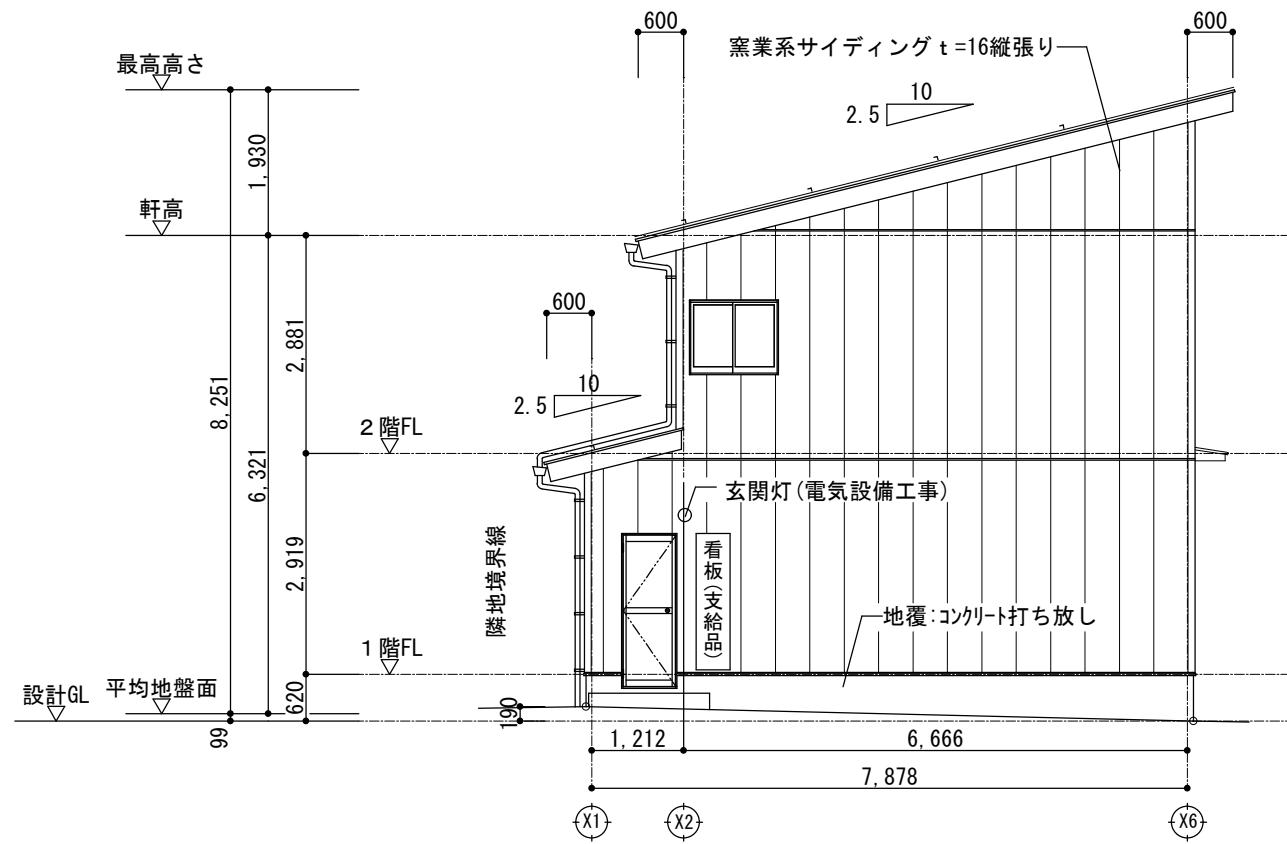 600
600
窯業系サイディングｔ=16縦張り
最高高さ
10
2.5
1,930
軒高
600
2,881
10
2.5
8,251
２階FL
6,321
玄関灯(電気設備工事)
隣地境界線
2,919
看板(支給品)
地覆:ｺﾝｸﾘｰﾄ打ち放し
１階FL
設計GL
平均地盤面
620
190
99
1,212
6,666
7,878
X1
X2
X6